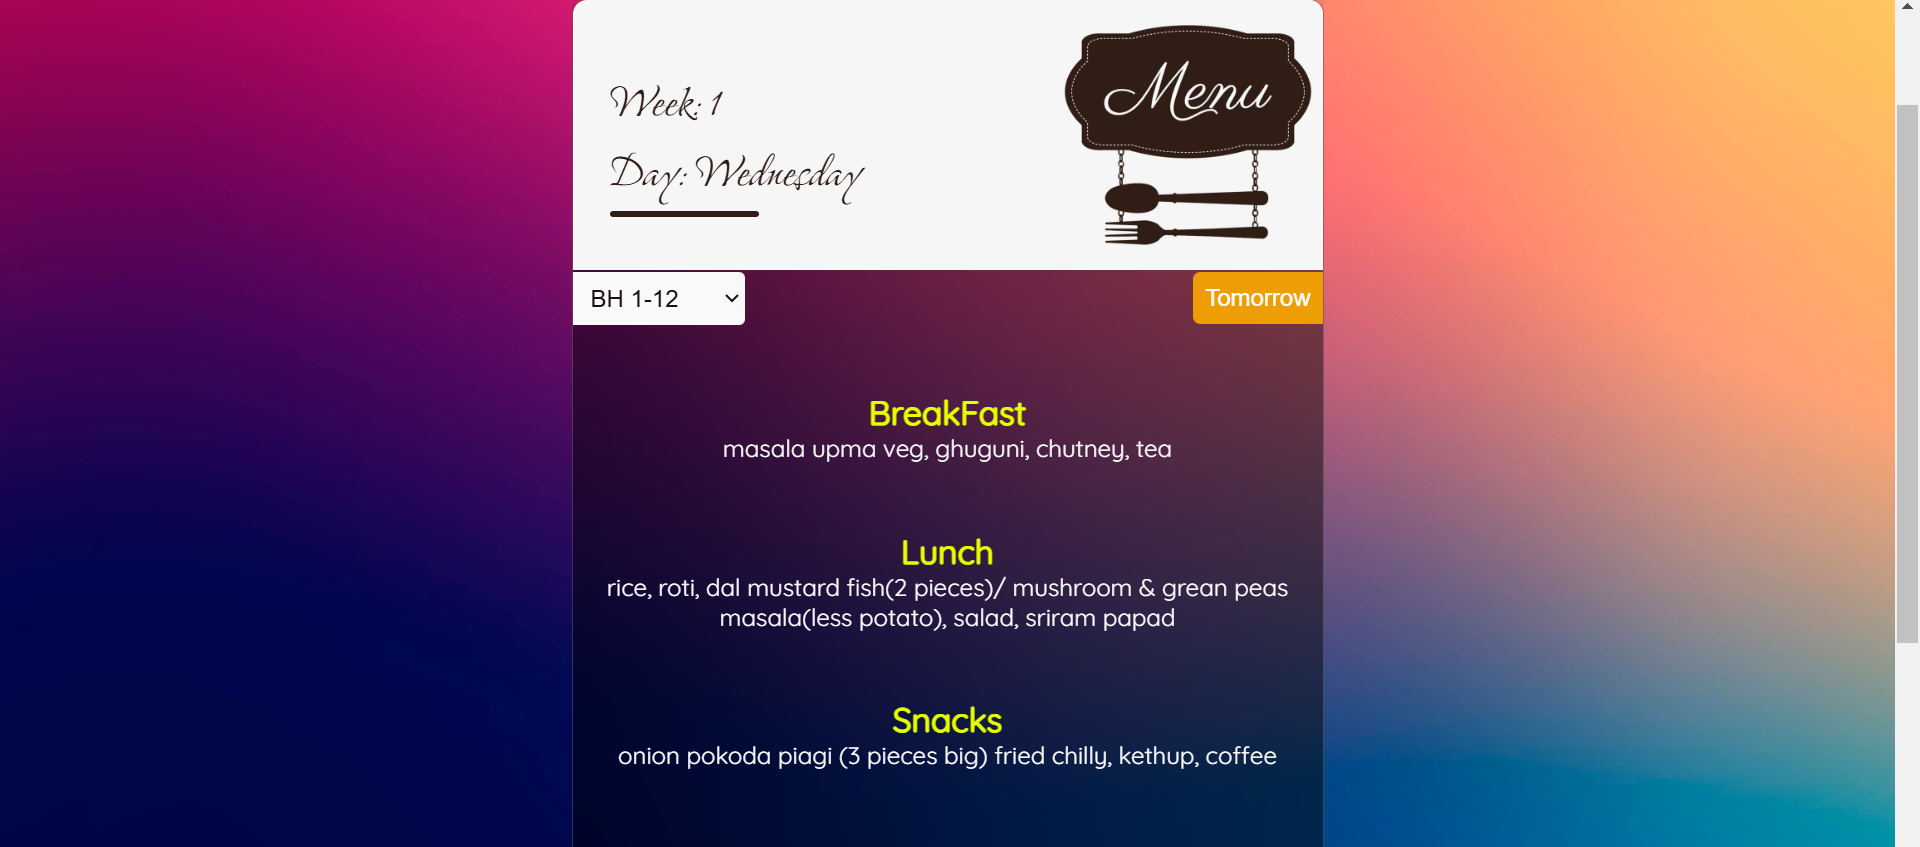 Week: 1
Menu
Day: Wednesday
BH 1-12
Tomorrow
BreakFast
masala upma veg, ghuguni, chutney, tea
Lunch
rice, roti, dal mustard fish(2 pieces)/ mushroom & grean peas
masala(less potato), salad, sriram papad
Snacks
onion pokoda piagi (3 pieces big) fried chilly, kethup, coffee